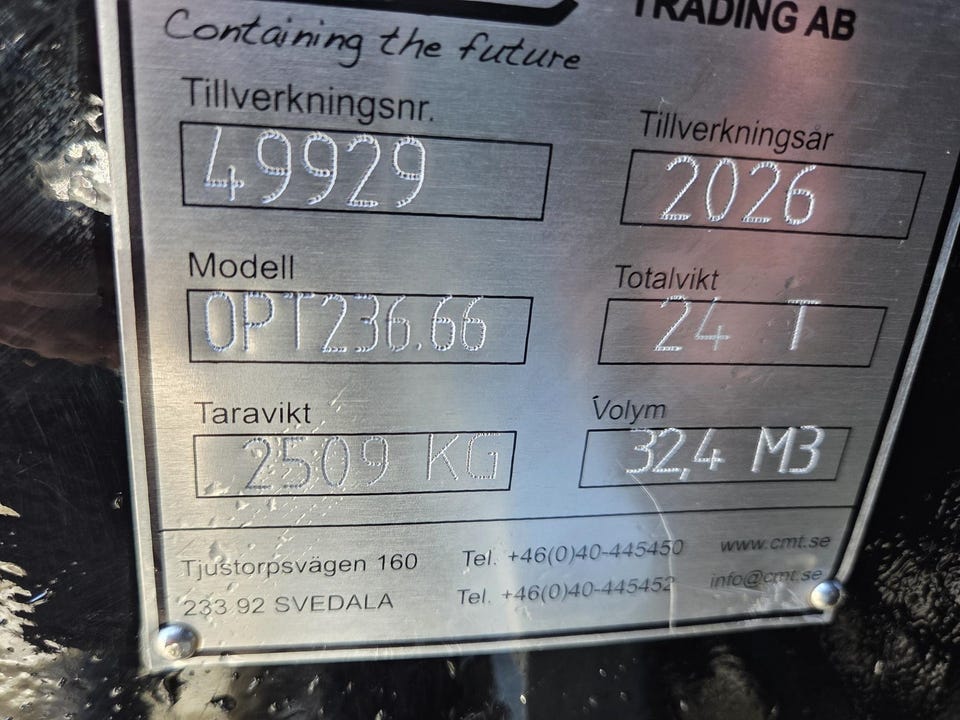 TRADING AB
Containing the future
Tillverkningsnr.
49929
Tillverkningsår
2026
Modell
OPT236.66
Totalvikt
24 T
Taravikt
2509 KG
Volym
32,4 M3
Tjustorpsvägen 160
233 92 SVEDALA
Tel. +46(0)40-445450
Tel. +46(0)40-445452
www.cmt.se
info@cmt.se